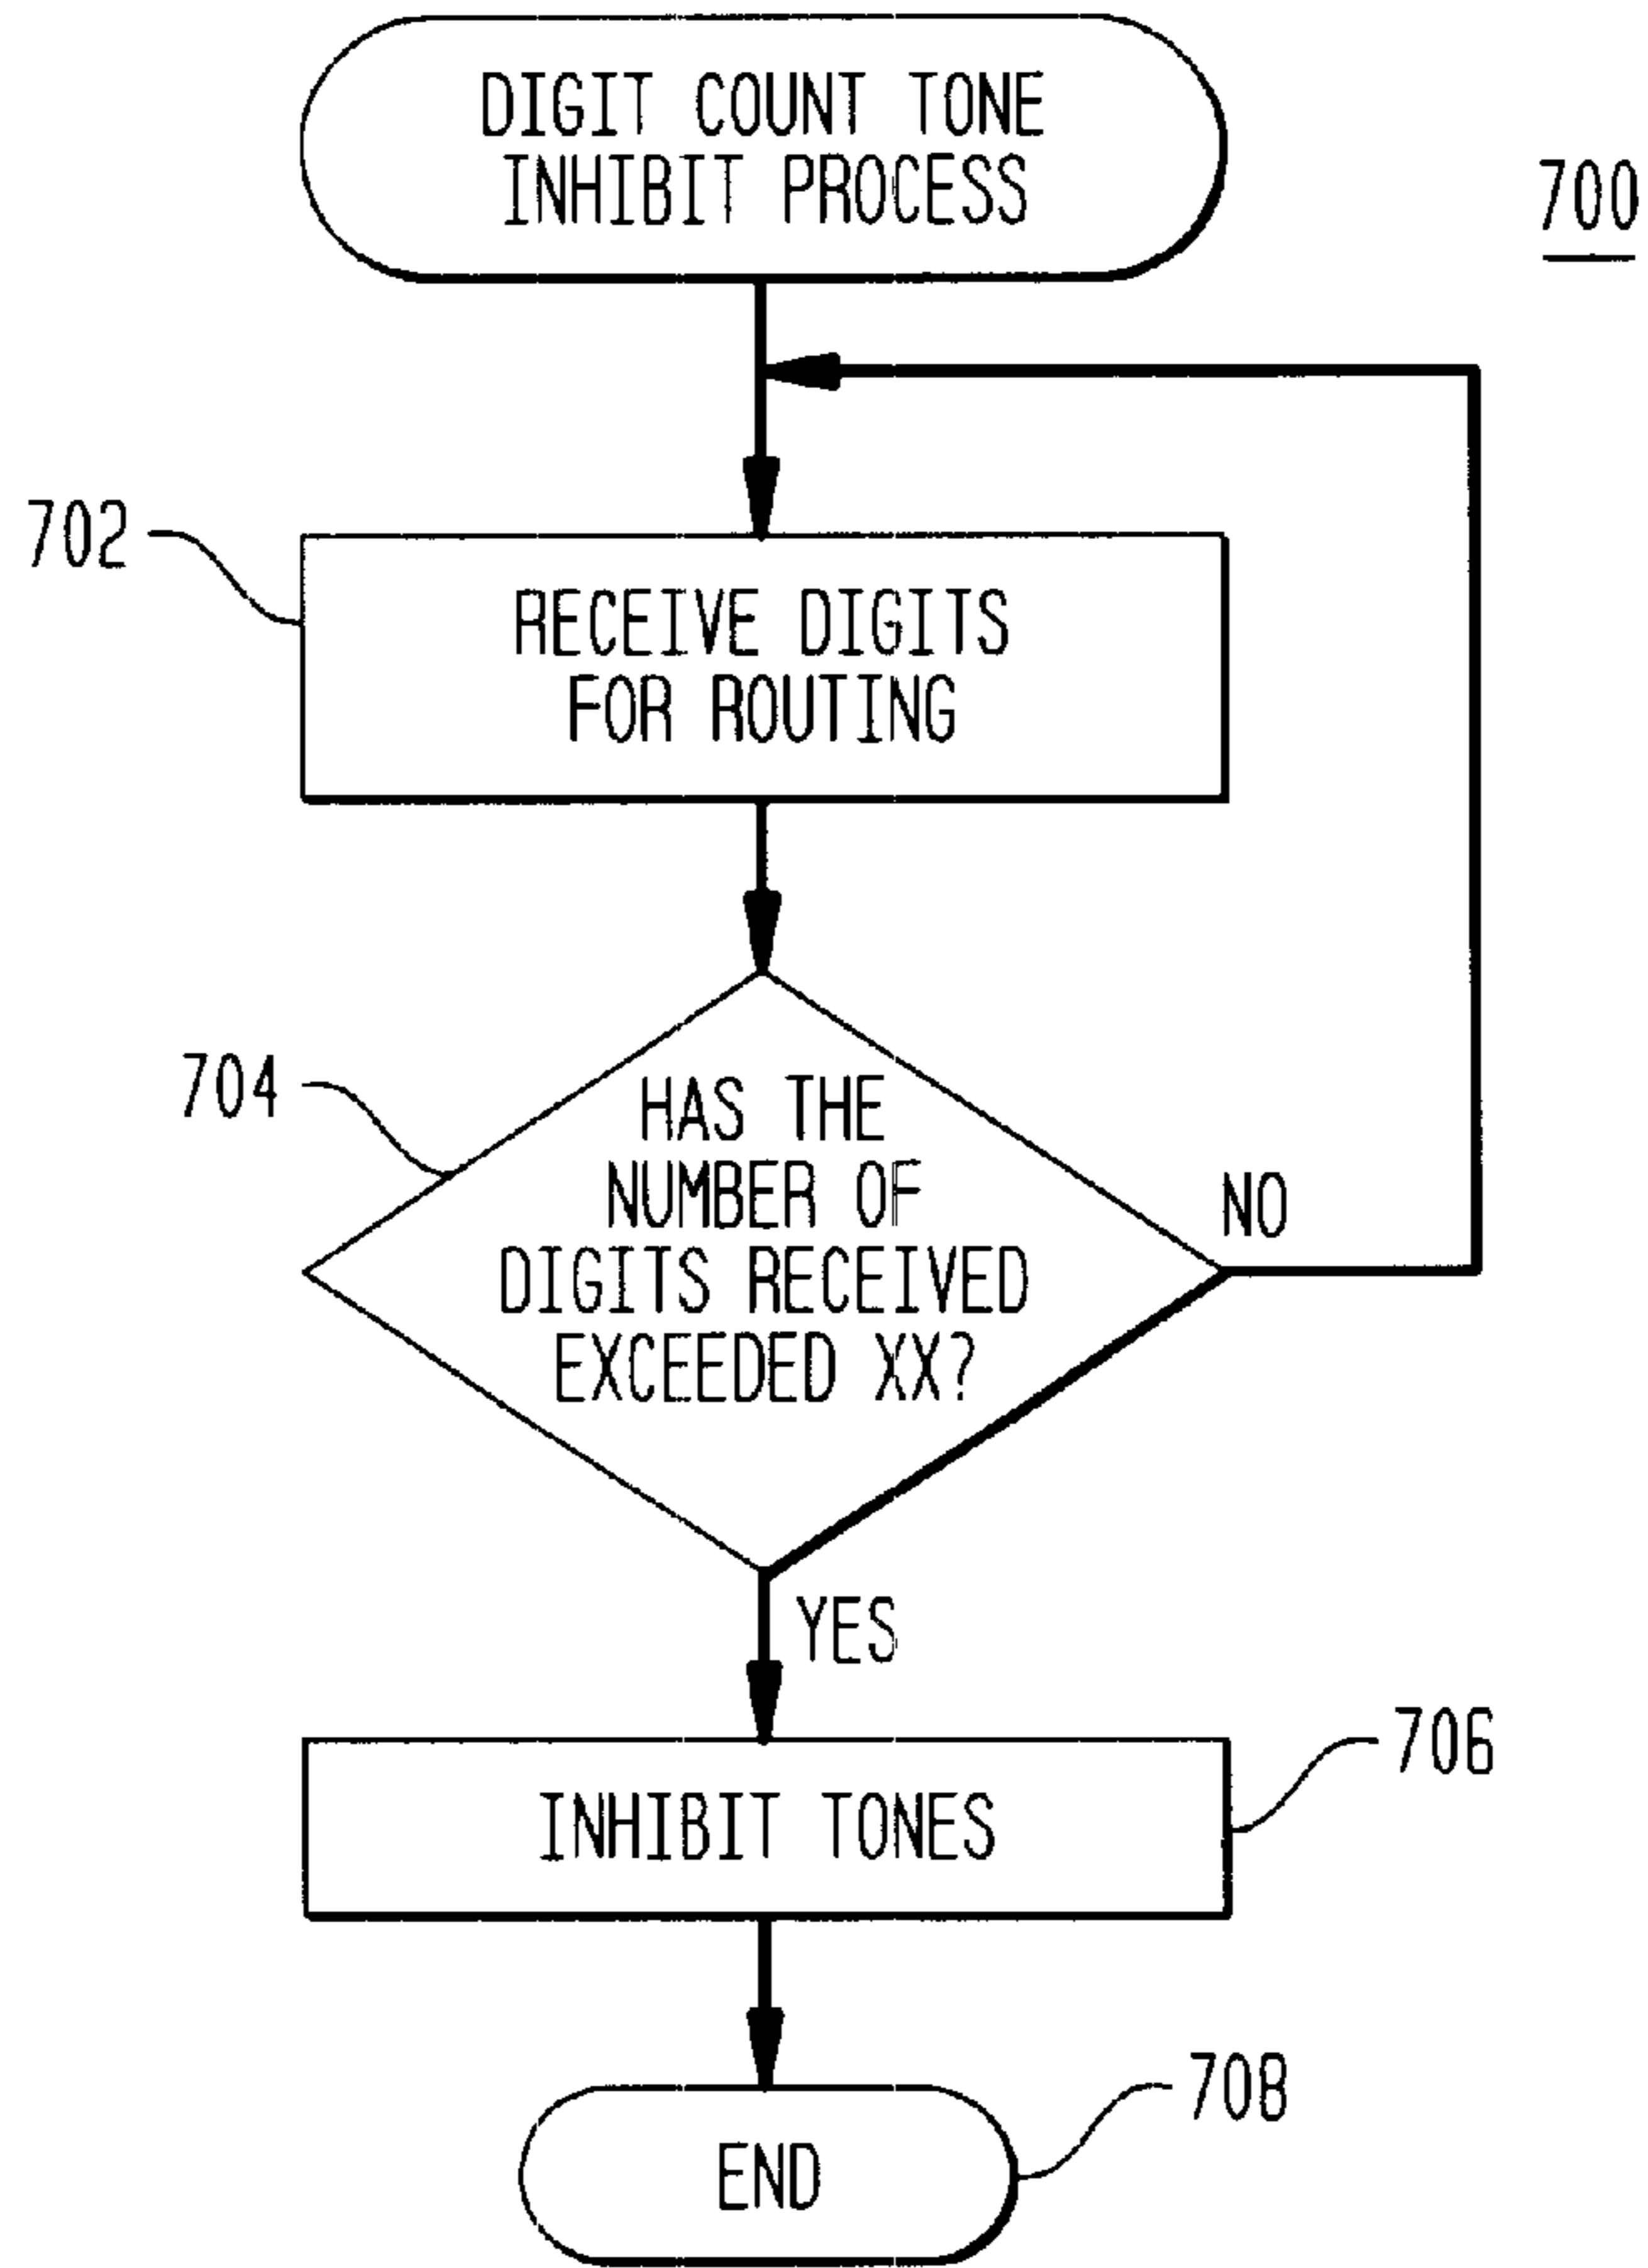 DIGIT COUNT TONE
INHIBIT PROCESS
700
702
RECEIVE DIGITS
FOR ROUTING
704
HAS THE
NUMBER OF
DIGITS RECEIVED
EXCEEDED XX?
NO
YES
706
INHIBIT TONES
708
END